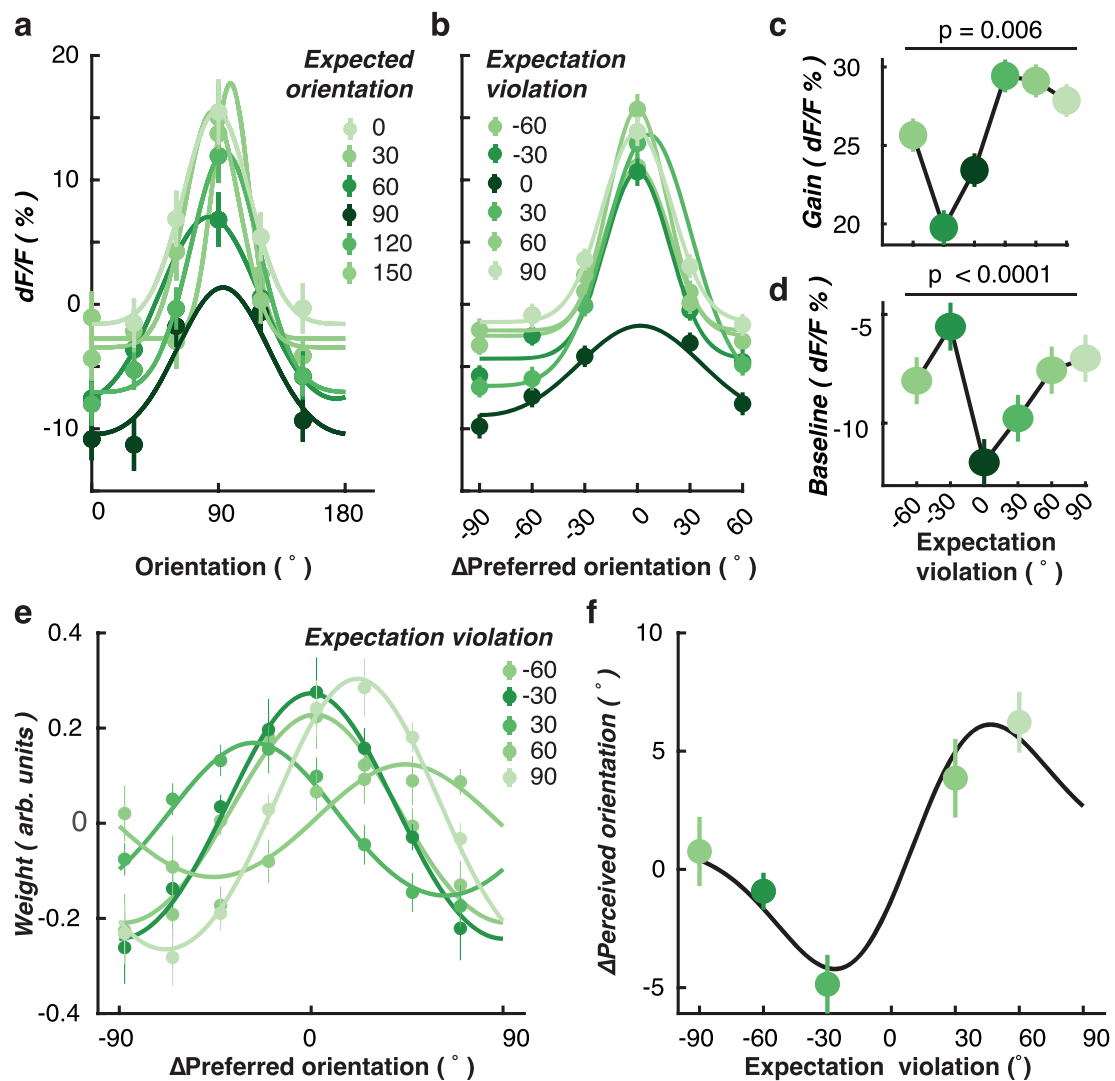 a
Expected
orientation
0
30
60
90
120
150
20
10
0
-10
dF/F ( % )
0
90
180
Orientation ( ° )
b
Expectation
violation
-60
-30
0
30
60
90
-90
-60
-30
0
30
60
ΔPreferred orientation ( ° )
c
p = 0.006
30
25
20
Gain ( dF/F % )
d
p < 0.0001
-5
-10
Baseline ( dF/F % )
-60
-30
0
30
60
90
Expectation
violation ( ° )
e
Expectation violation
-60
-30
30
60
90
0.4
0.2
0
-0.2
-0.4
Weight ( arb. units )
-90
0
90
ΔPreferred orientation ( ° )
f
10
5
0
-5
ΔPerceived orientation ( ° )
-90
-60
-30
0
30
60
90
Expectation violation (°)